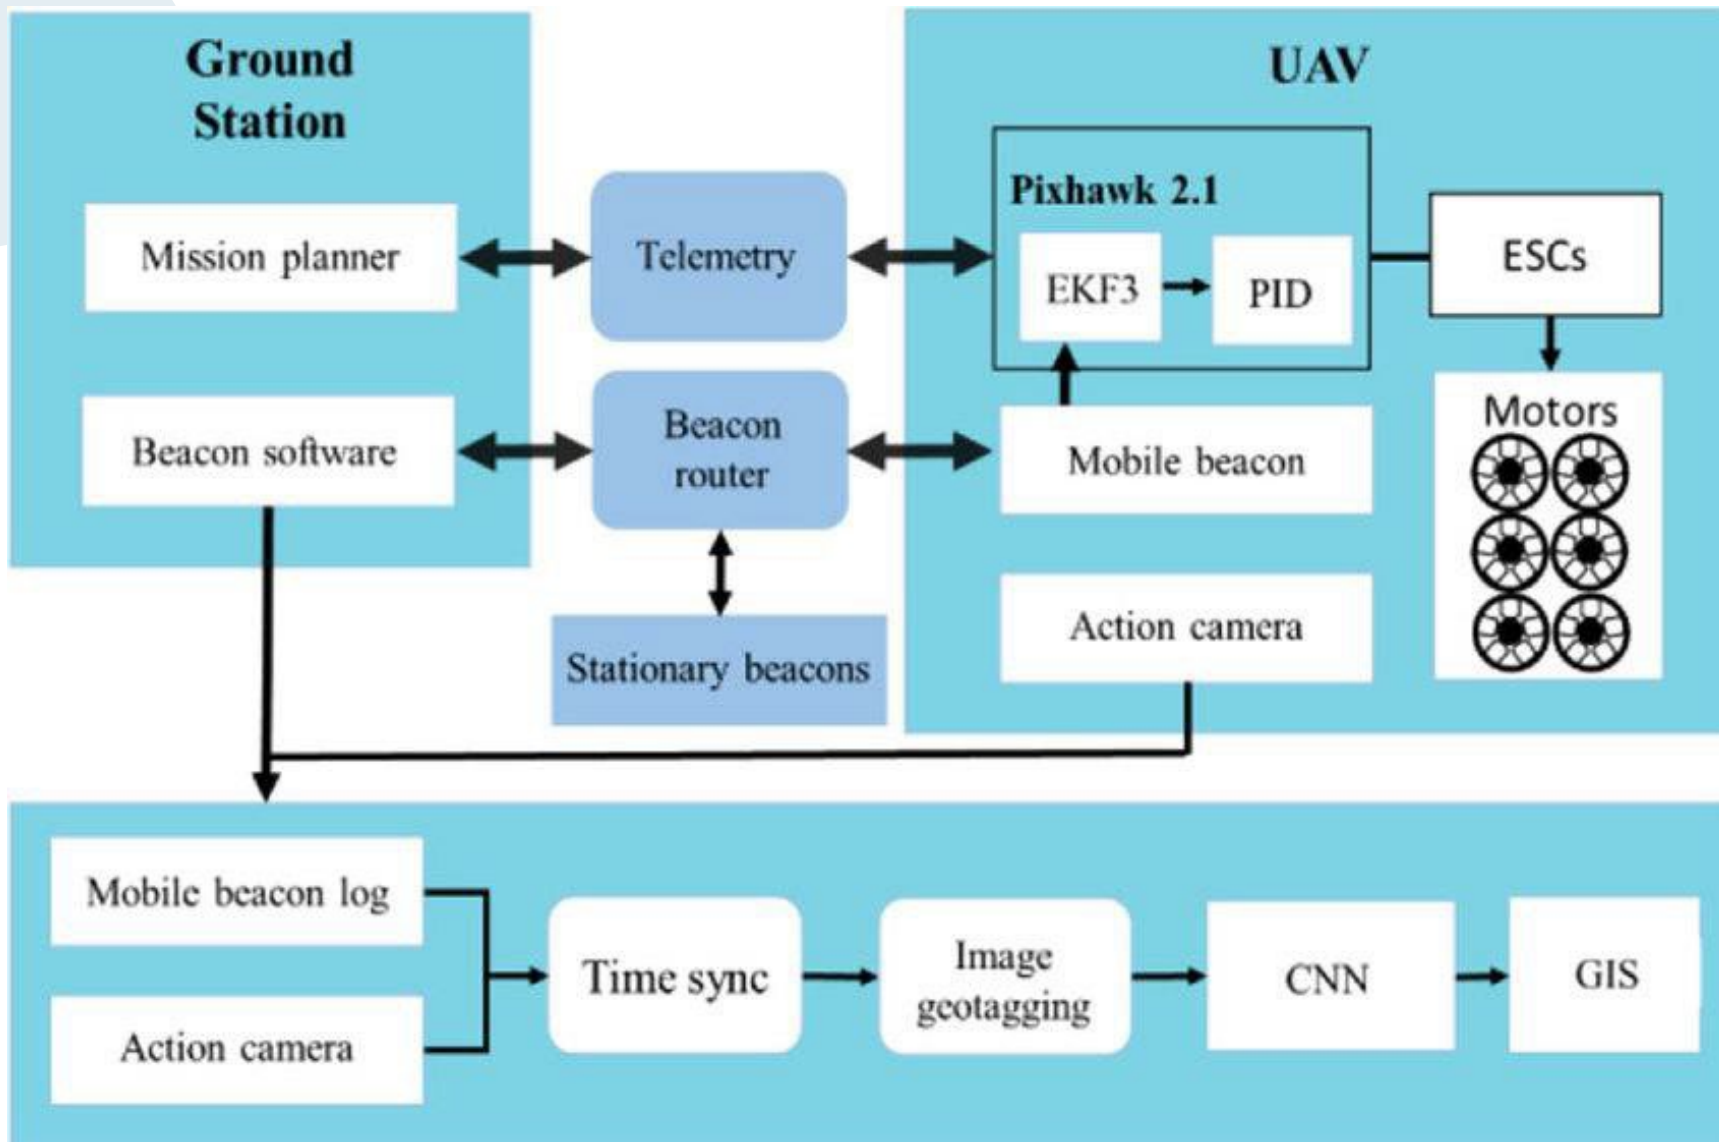 Ground
Station
UAV
Pixhawk 2.1
Mission planner
Telemetry
EKF3
PID
ESCs
Beacon software
Beacon
router
Mobile beacon
Motors
Stationary beacons
Action camera
Mobile beacon log
Action camera
Time sync
Image
geotagging
CNN
GIS